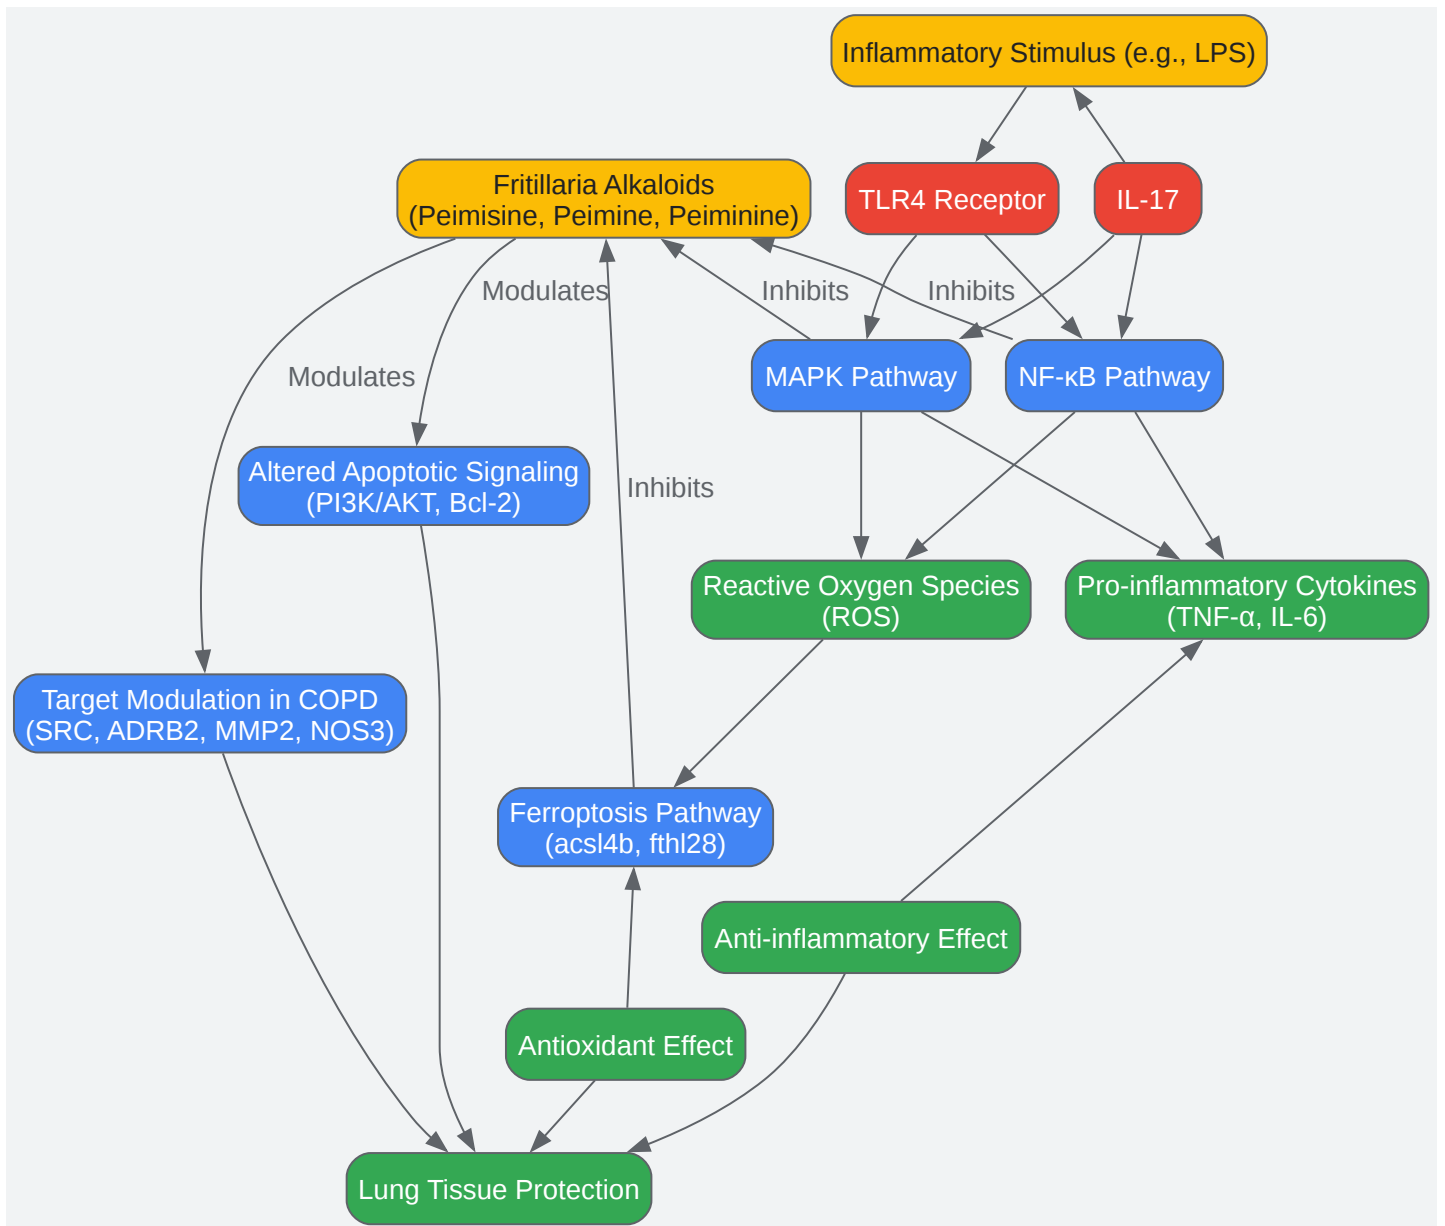 Inflammatory Stimulus (e.g., LPS)
Fritillaria Alkaloids
(Peimisine, Peimine, Peiminine)
TLR4 Receptor
IL-17
Modulates
Inhibits
Inhibits
Modulates
MAPK Pathway
NF-κB Pathway
Altered Apoptotic Signaling
(PI3K/AKT, Bcl-2)
Inhibits
Reactive Oxygen Species
(ROS)
Pro-inflammatory Cytokines
(TNF-α, IL-6)
Target Modulation in COPD
(SRC, ADRB2, MMP2, NOS3)
Ferroptosis Pathway
(acsl4b, fthl28)
Anti-inflammatory Effect
Antioxidant Effect
Lung Tissue Protection